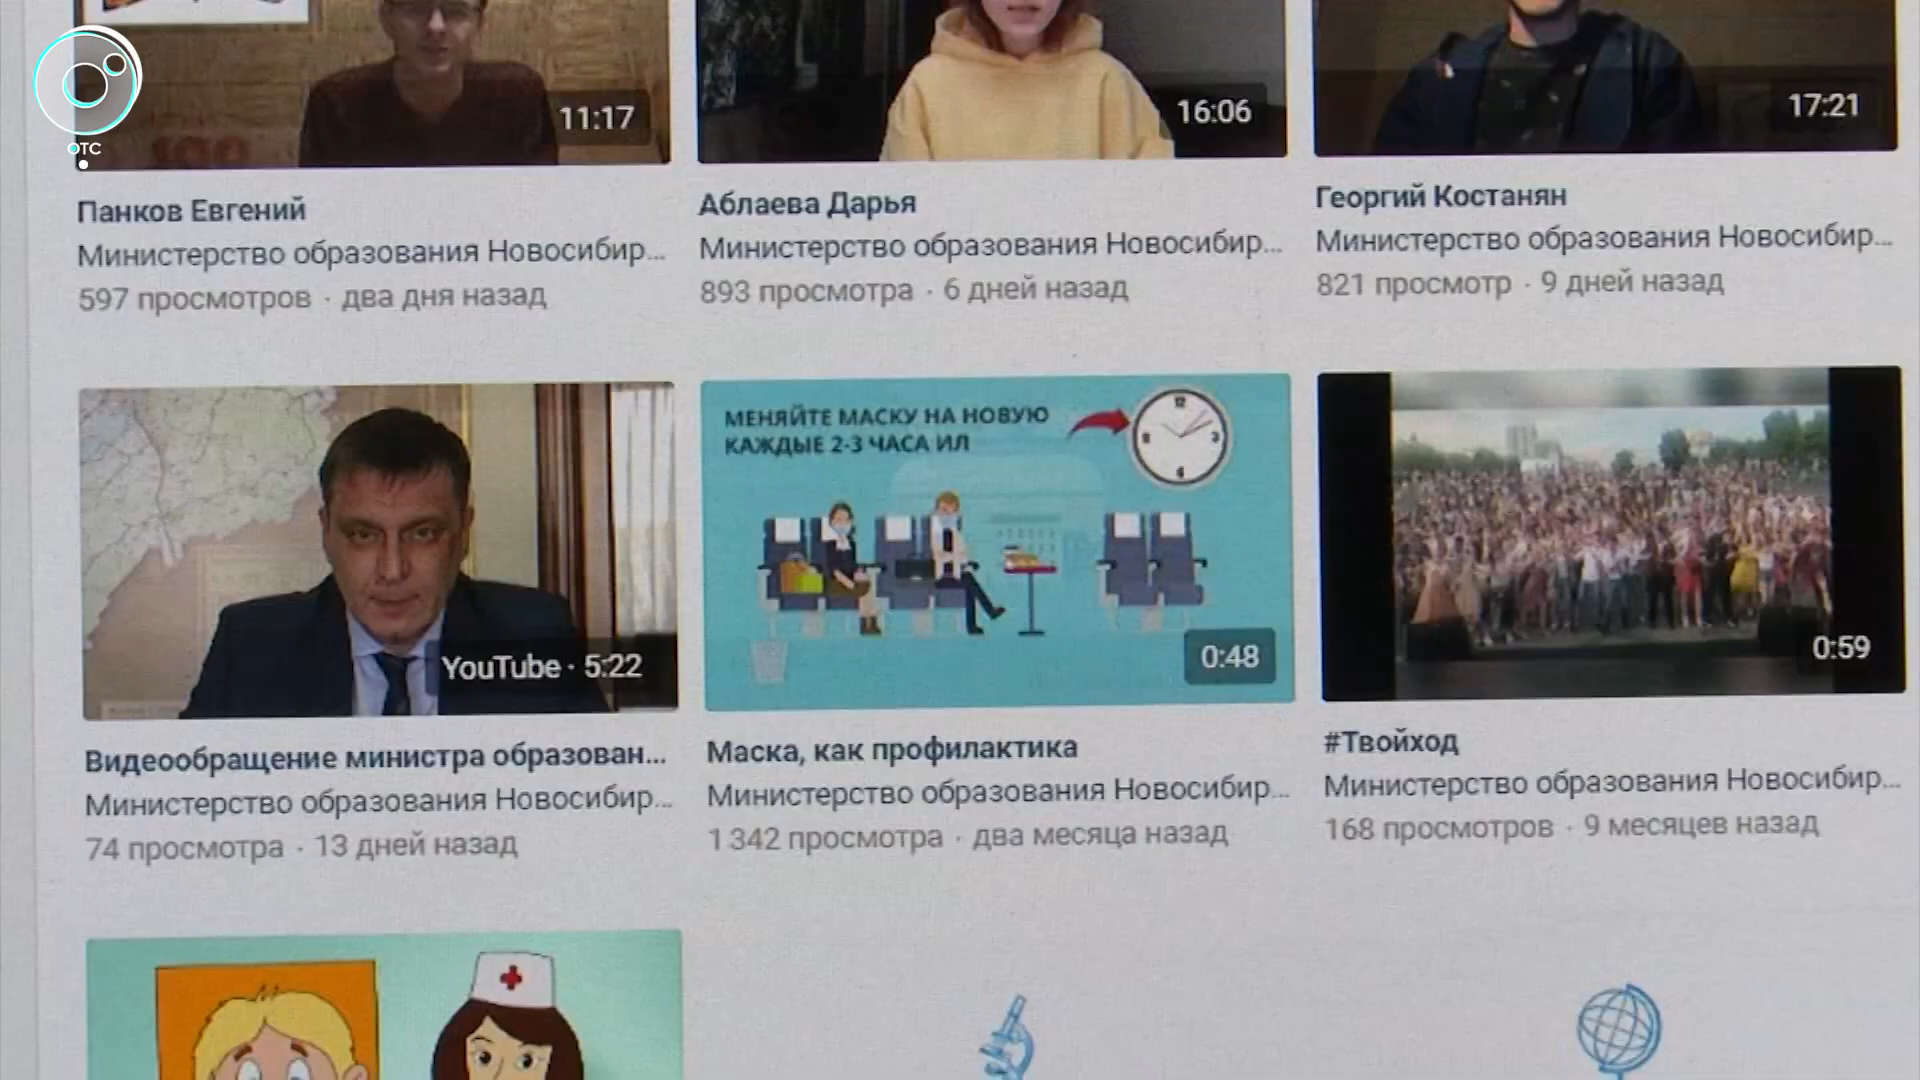 ОТС
11:17
16:06
17:21
Панков Евгений
Министерство образования Новосибир...
597 просмотров · два дня назад
Аблаева Дарья
Министерство образования Новосибир...
893 просмотра · 6 дней назад
Георгий Костанян
Министерство образования Новосибир...
821 просмотр · 9 дней назад
YouTube · 5:22
МЕНЯЙТЕ МАСКУ НА НОВУЮ
КАЖДЫЕ 2-3 ЧАСА ИЛ
12
3
6
0:48
0:59
Видеообращение министра образован...
Министерство образования Новосибир...
74 просмотра · 13 дней назад
Маска, как профилактика
Министерство образования Новосибир...
1 342 просмотра · два месяца назад
#Твойход
Министерство образования Новосибир...
168 просмотров · 9 месяцев назад